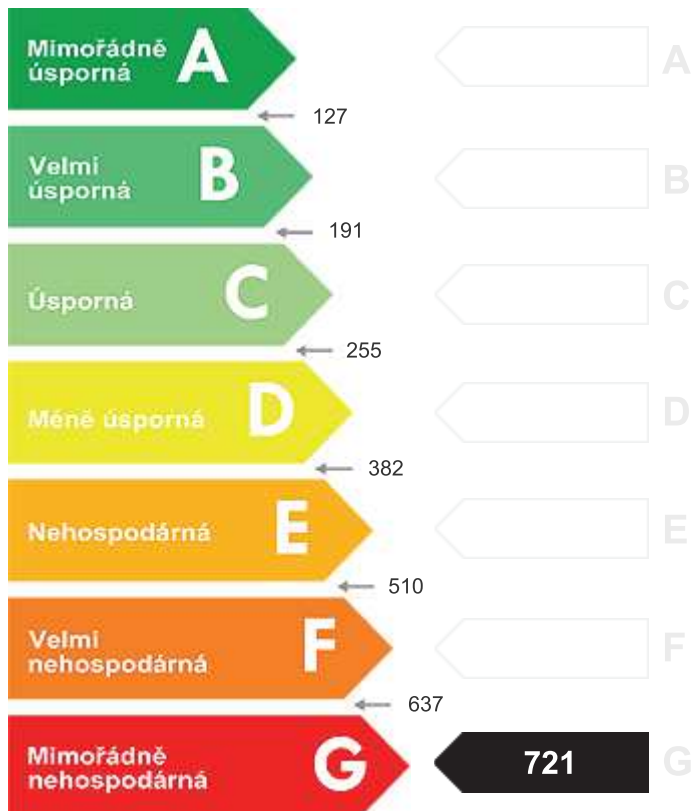 Mimořádně
úsporná
A
A
127
Velmi
úsporná
B
B
191
Úsporná
C
C
255
Méně úsporná
D
D
382
Nehospodárná
E
E
510
Velmi
nehospodárná
F
F
637
Mimořádně
nehospodárná
G
721
G